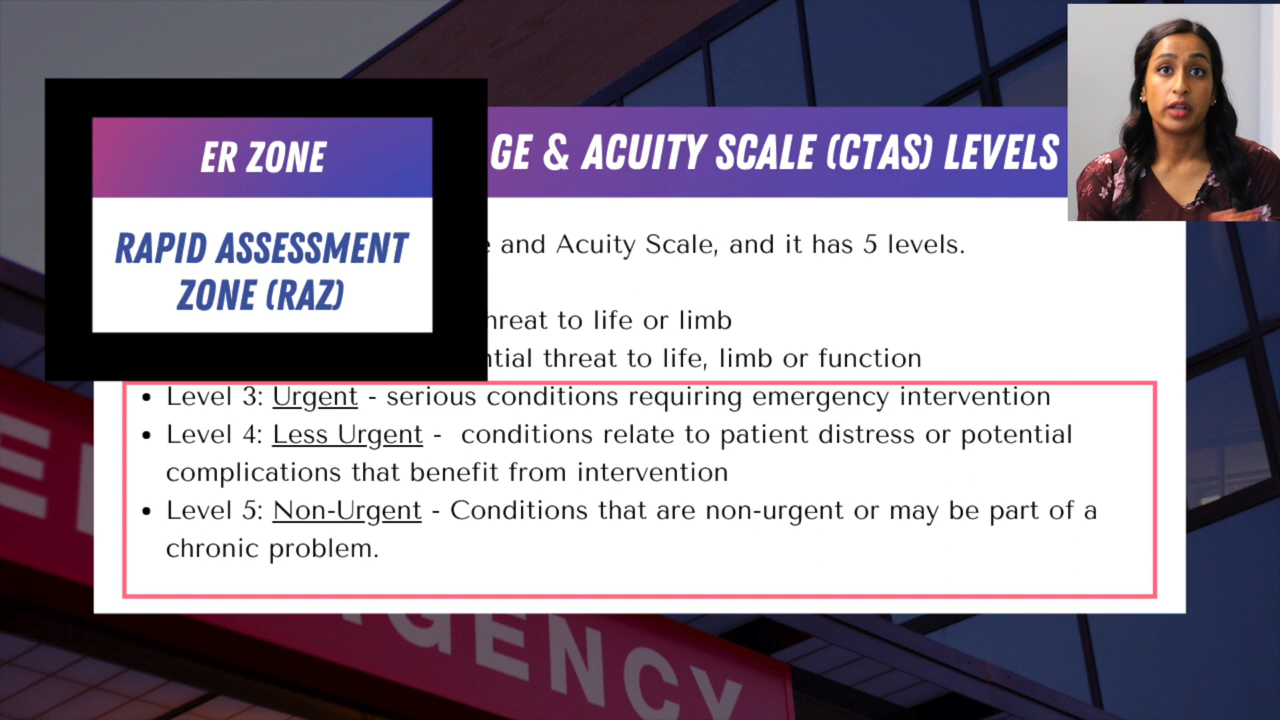 ER ZONE
RAPID ASSESSMENT
ZONE (RAZ)
GE & ACUITY SCALE (CTAS) LEVELS
and Acuity Scale, and it has 5 levels.
threat to life or limb
threat to life, limb or function
• Level 3: Urgent - serious conditions requiring emergency intervention
• Level 4: Less Urgent - conditions relate to patient distress or potential
complications that benefit from intervention
• Level 5: Non-Urgent - Conditions that are non-urgent or may be part of a
chronic problem.
GENCY